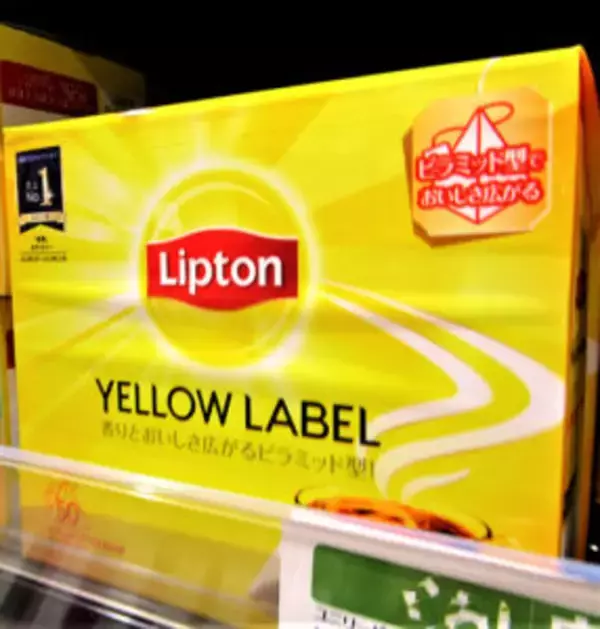 No.1
ピラミッド型で
おいしさ広がる
Lipton
YELLOW LABEL
香りとおいしさ広がるピラミッド型!
50